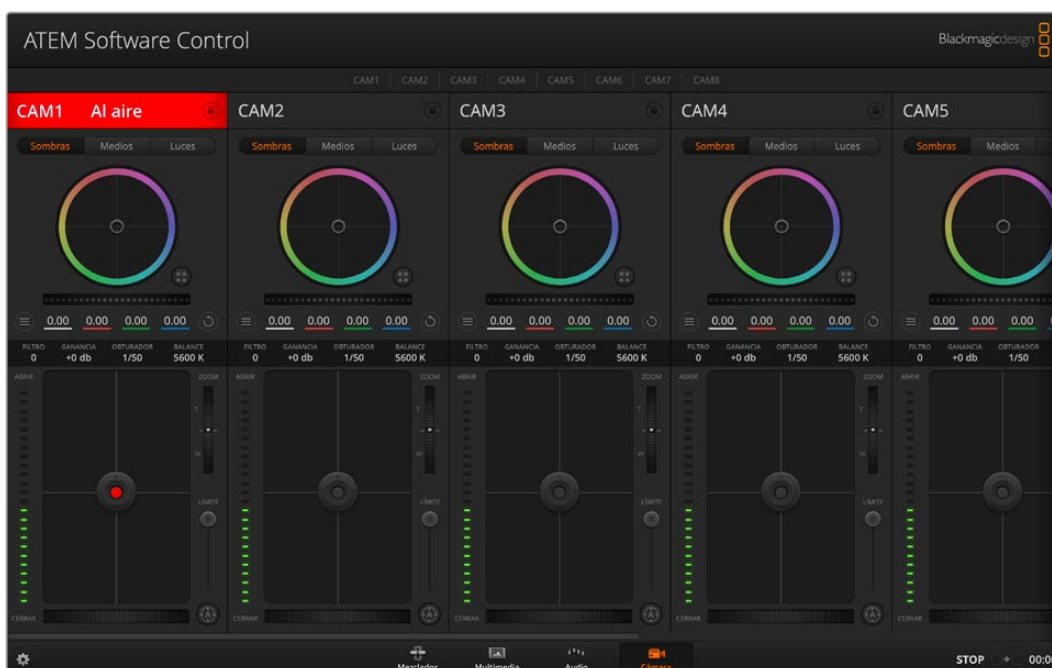 ATEM Software Control
Blackmagicdesign
CAM1 CAM2 CAM3 CAM4 CAM5 CAM6 CAM7 CAM8
CAM1 Al aire CAM2 CAM3 CAM4 CAM5
Sombras Medios Luces Sombras Medios Luces Sombras Medios Luces Sombras Medios Luces Sombras Medios
0.00 0.00 0.00 0.00 0.00 0.00 0.00 0.00 0.00 0.00 0.00 0.00 0.00 0.00 0.00 0.00 0.00 0.00 0.00
FILTRO GANANCIA OBTURADOR BALANCE FILTRO GANANCIA OBTURADOR BALANCE FILTRO GANANCIA OBTURADOR BALANCE FILTRO GANANCIA OBTURADOR BALANCE FILTRO GANANCIA OBTURADOR
0 +0 db 1/50 5600 K 0 +0 db 1/50 5600 K 0 +0 db 1/50 5600 K 0 +0 db 1/50 5600 K 0 +0 db 1/50
ABRIR ZOOM ABRIR ZOOM ABRIR ZOOM ABRIR ZOOM ABRIR
T T T T
W W W W
LÍMITE LÍMITE LÍMITE LÍMITE
CERRAR CERRAR CERRAR CERRAR CERRAR
Mezclador Multimedia Audio Cámara
STOP